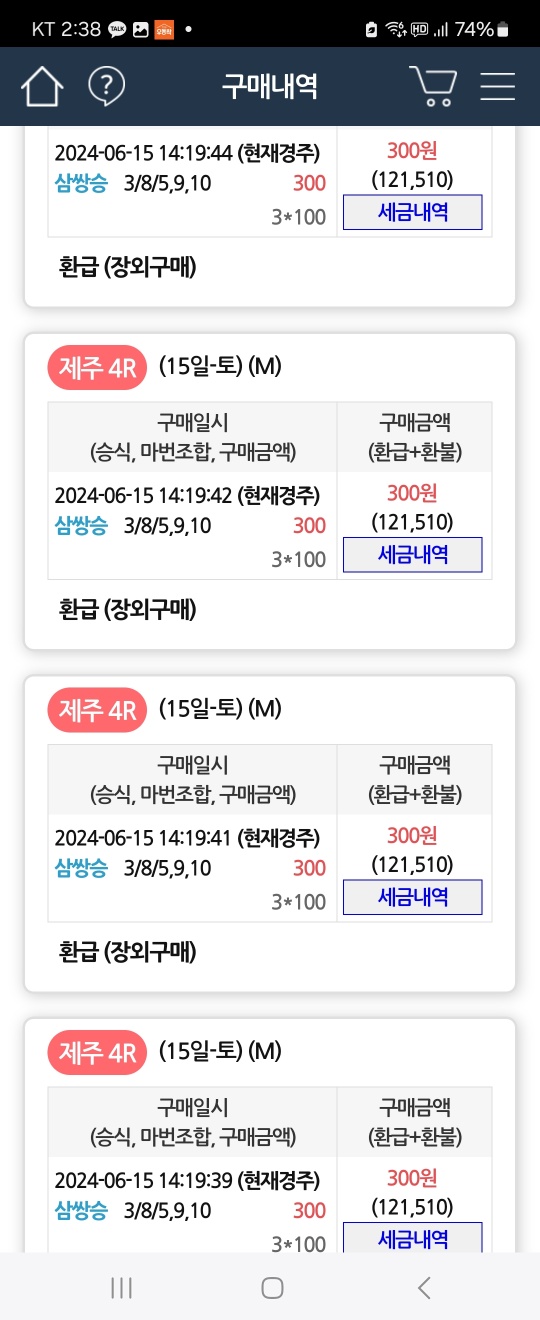 KT 2:38 TALK HD 74%
구매내역
2024-06-15 14:19:44 (현재경주) 300원
삼쌍승 3/8/5,9,10 300 (121,510)
3*100 세금내역
환급 (장외구매)
제주 4R (15일-토) (M)
구매일시 구매금액
(승식, 마번조합, 구매금액) (환급+환불)
2024-06-15 14:19:42 (현재경주) 300원
삼쌍승 3/8/5,9,10 300 (121,510)
3*100 세금내역
환급 (장외구매)
제주 4R (15일-토) (M)
구매일시 구매금액
(승식, 마번조합, 구매금액) (환급+환불)
2024-06-15 14:19:41 (현재경주) 300원
삼쌍승 3/8/5,9,10 300 (121,510)
3*100 세금내역
환급 (장외구매)
제주 4R (15일-토) (M)
구매일시 구매금액
(승식, 마번조합, 구매금액) (환급+환불)
2024-06-15 14:19:39 (현재경주) 300원
삼쌍승 3/8/5,9,10 300 (121,510)
3*100 세금내역